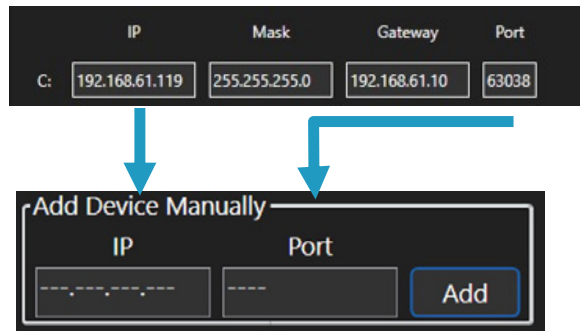 IP Mask Gateway Port
C: 192.168.61.119 255.255.255.0 192.168.61.10 63038
Add Device Manually
IP Port
---.---.---.--- ---- Add